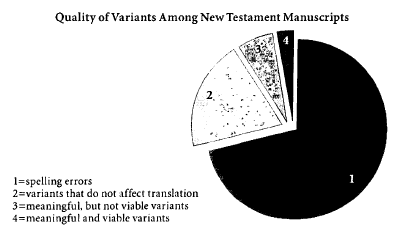 Quality of Variants Among New Testament Manuscripts
4
3
2
1
1=spelling errors
2=variants that do not affect translation
3=meaningful, but not viable variants
4=meaningful and viable variants